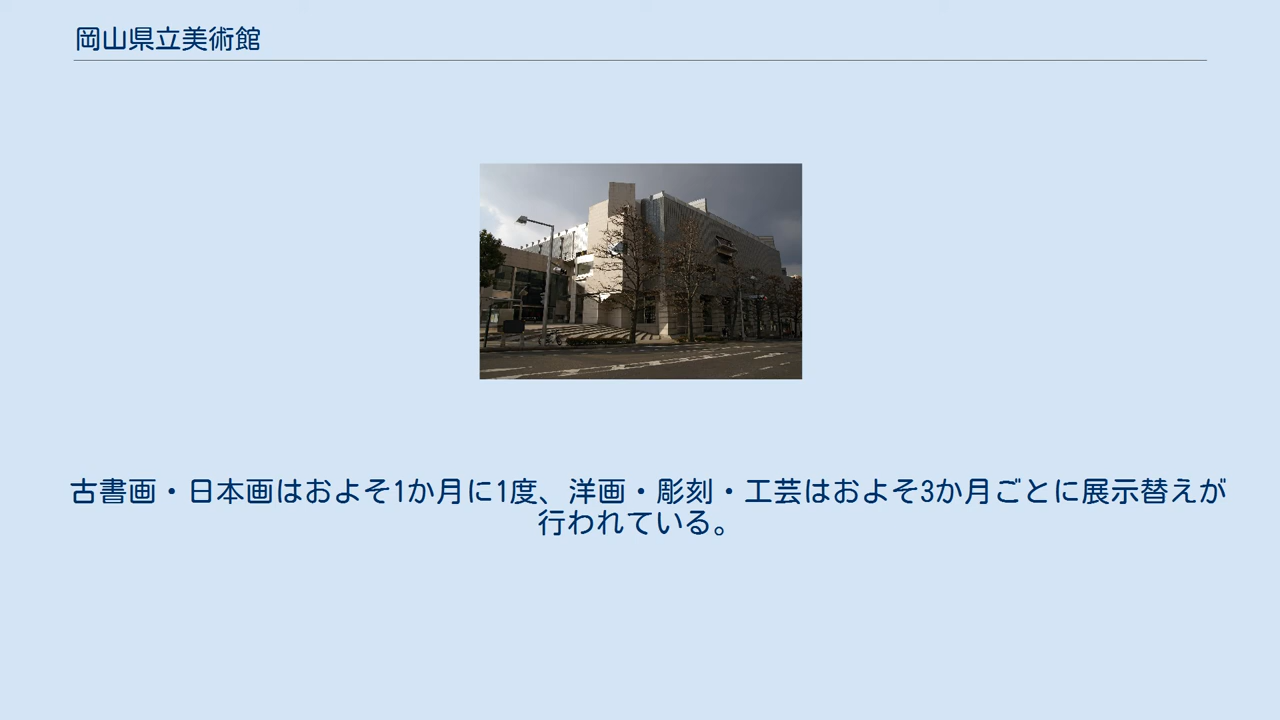 岡山県立美術館
古書画・日本画はおよそ1か月に1度、洋画・彫刻・工芸はおよそ3か月ごとに展示替えが
行われている。